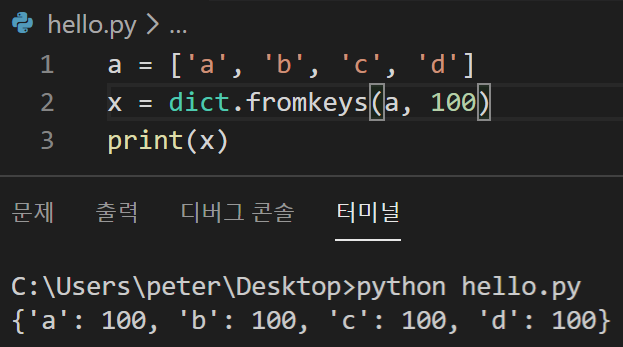 hello.py > ...
1 a = ['a', 'b', 'c', 'd']
2 x = dict.fromkeys(a, 100)
3 print(x)
문제 출력 디버그 콘솔 터미널
C:\Users\peter\Desktop>python hello.py
{'a': 100, 'b': 100, 'c': 100, 'd': 100}